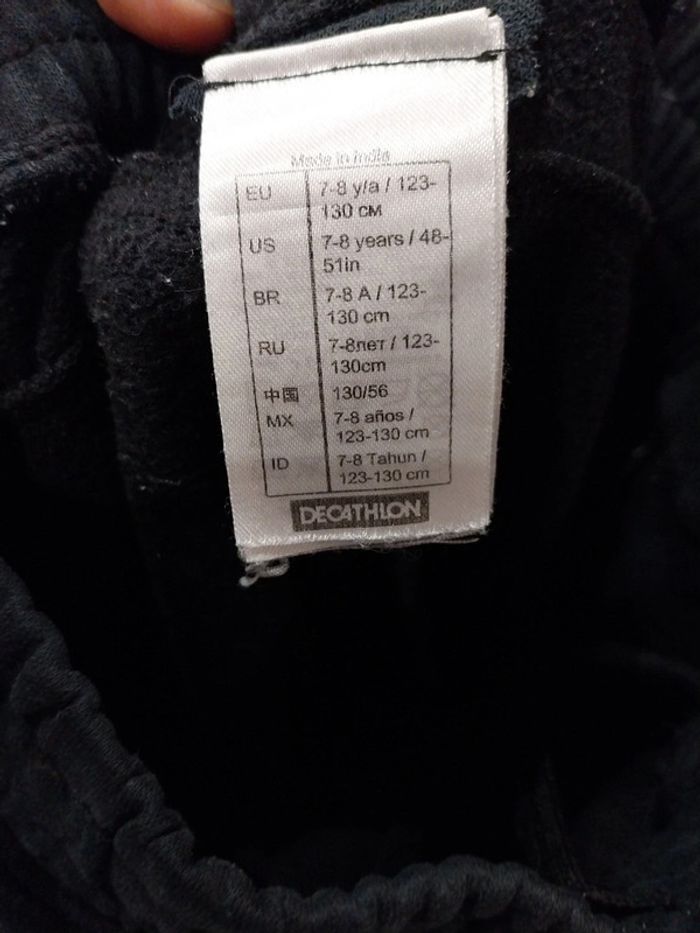 Made in India
EU 7-8 y/a / 123-
130 см
US 7-8 years / 48-
51in
BR 7-8 A / 123-
130 cm
RU 7-8лет / 123-
130cm
中国 130/56
MX 7-8 años /
123-130 cm
ID 7-8 Tahun /
123-130 cm
DECATHLON